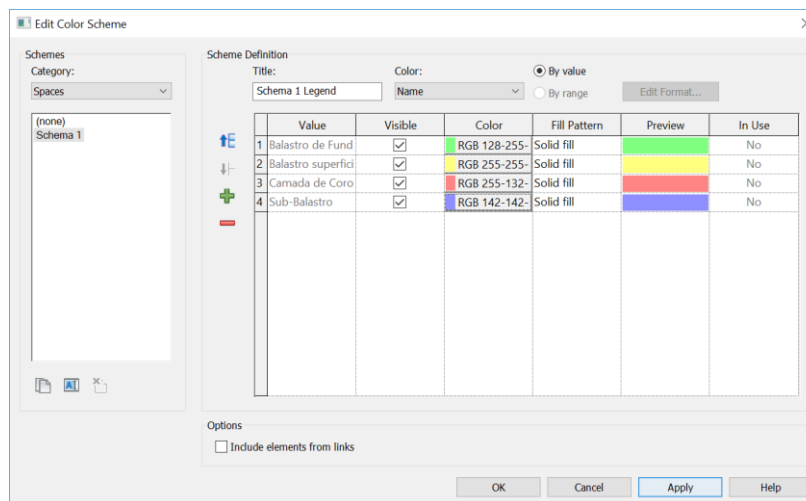 Edit Color Scheme
Schemes
Category:
Spaces
(none)
Schema 1
Scheme Definition
Title:
Color:
Schema 1 Legend
Name
By value
By range
Edit Format...
Value Visible Color Fill Pattern Preview In Use
1 Balastro de Fund RGB 128-255- Solid fill No
2 Balastro superfici RGB 255-255- Solid fill No
3 Camada de Coro RGB 255-132- Solid fill No
4 Sub-Balastro RGB 142-142- Solid fill No
Options
Include elements from links
OK Cancel Apply Help